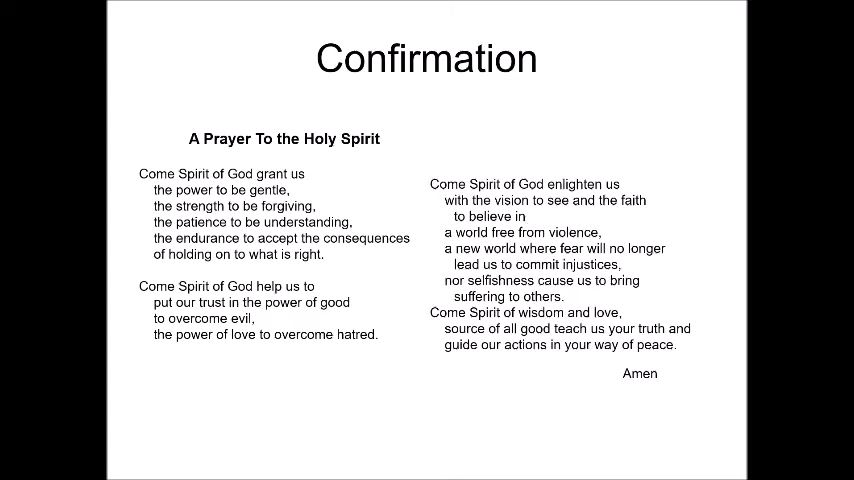 Confirmation
A Prayer To the Holy Spirit
Come Spirit of God grant us
the power to be gentle,
the strength to be forgiving,
the patience to be understanding,
the endurance to accept the consequences
of holding on to what is right.
Come Spirit of God help us to
put our trust in the power of good
to overcome evil,
the power of love to overcome hatred.
Come Spirit of God enlighten us
with the vision to see and the faith
to believe in
a world free from violence,
a new world where fear will no longer
lead us to commit injustices,
nor selfishness cause us to bring
suffering to others.
Come Spirit of wisdom and love,
source of all good teach us your truth and
guide our actions in your way of peace.
Amen